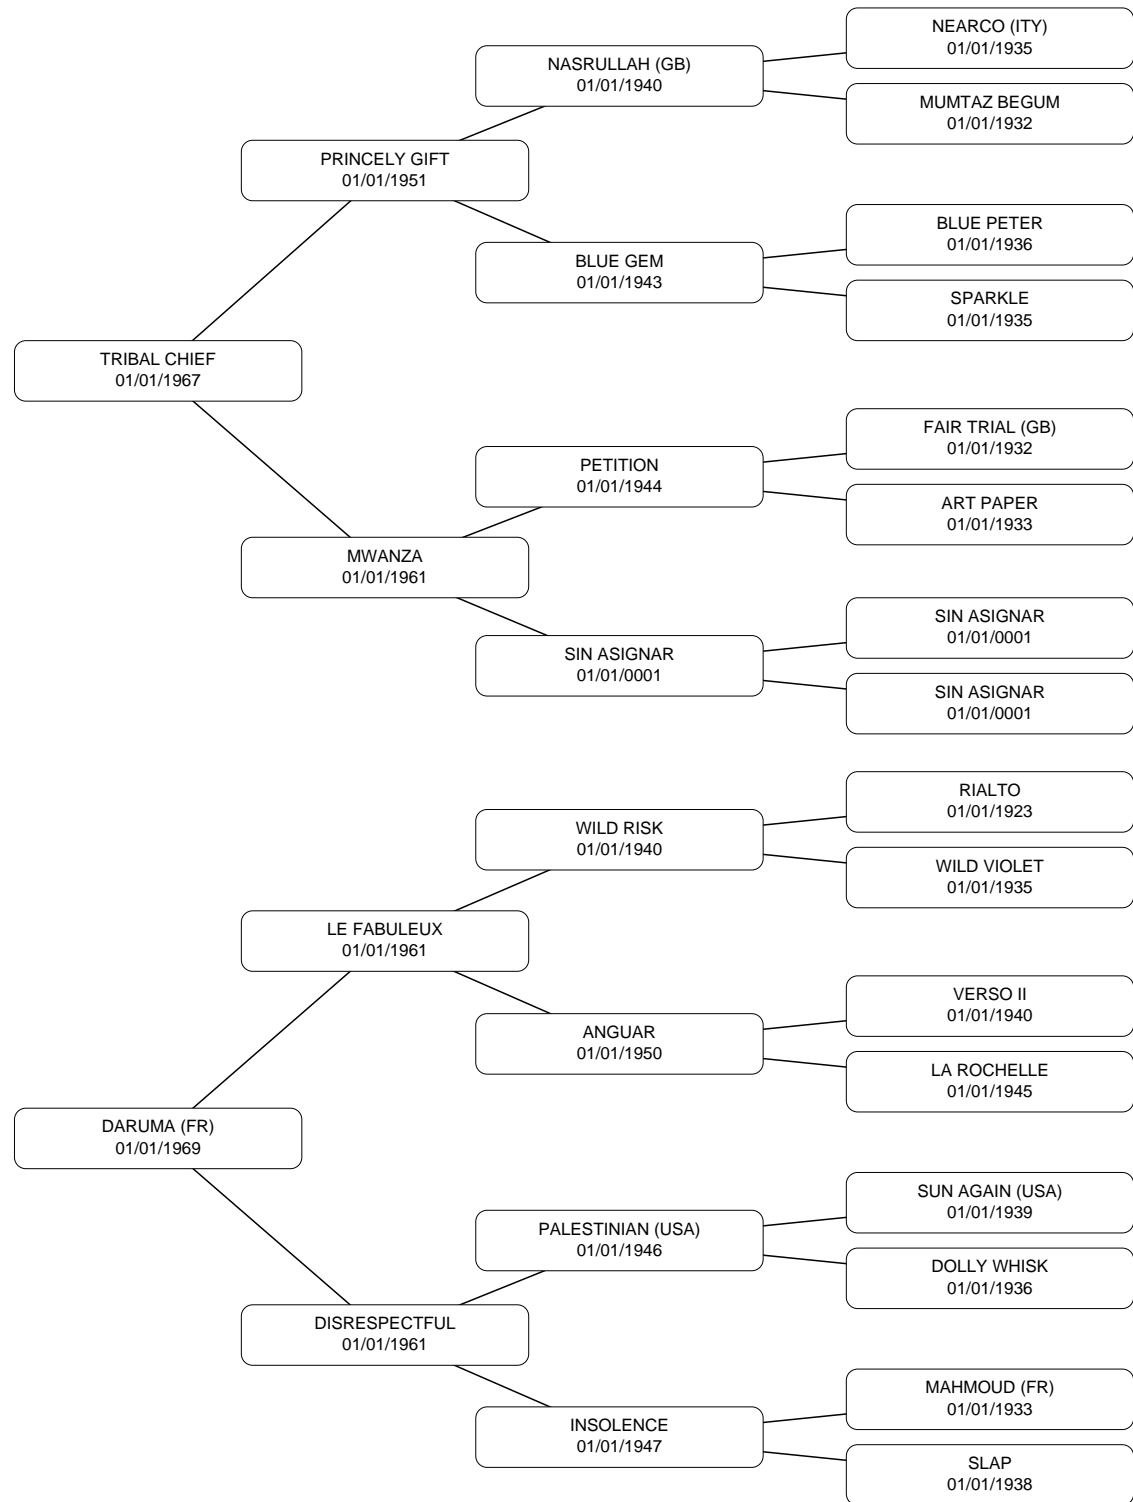 NEARCO (ITY)
01/01/1935
NASRULLAH (GB)
01/01/1940
MUMTAZ BEGUM
01/01/1932
PRINCELY GIFT
01/01/1951
BLUE PETER
01/01/1936
BLUE GEM
01/01/1943
SPARKLE
01/01/1935
TRIBAL CHIEF
01/01/1967
FAIR TRIAL (GB)
01/01/1932
PETITION
01/01/1944
ART PAPER
01/01/1933
MWANZA
01/01/1961
SIN ASIGNAR
01/01/0001
SIN ASIGNAR
01/01/0001
SIN ASIGNAR
01/01/0001
RIALTO
01/01/1923
WILD RISK
01/01/1940
WILD VIOLET
01/01/1935
LE FABULEUX
01/01/1961
VERSO II
01/01/1940
ANGUAR
01/01/1950
LA ROCHELLE
01/01/1945
DARUMA (FR)
01/01/1969
SUN AGAIN (USA)
01/01/1939
PALESTINIAN (USA)
01/01/1946
DOLLY WHISK
01/01/1936
DISRESPECTFUL
01/01/1961
MAHMOUD (FR)
01/01/1933
INSOLENCE
01/01/1947
SLAP
01/01/1938